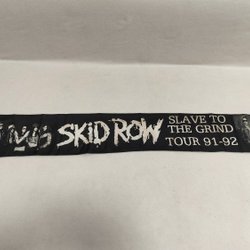 SKID ROW
SLAVE TO
THE GRIND
TOUR 91-92